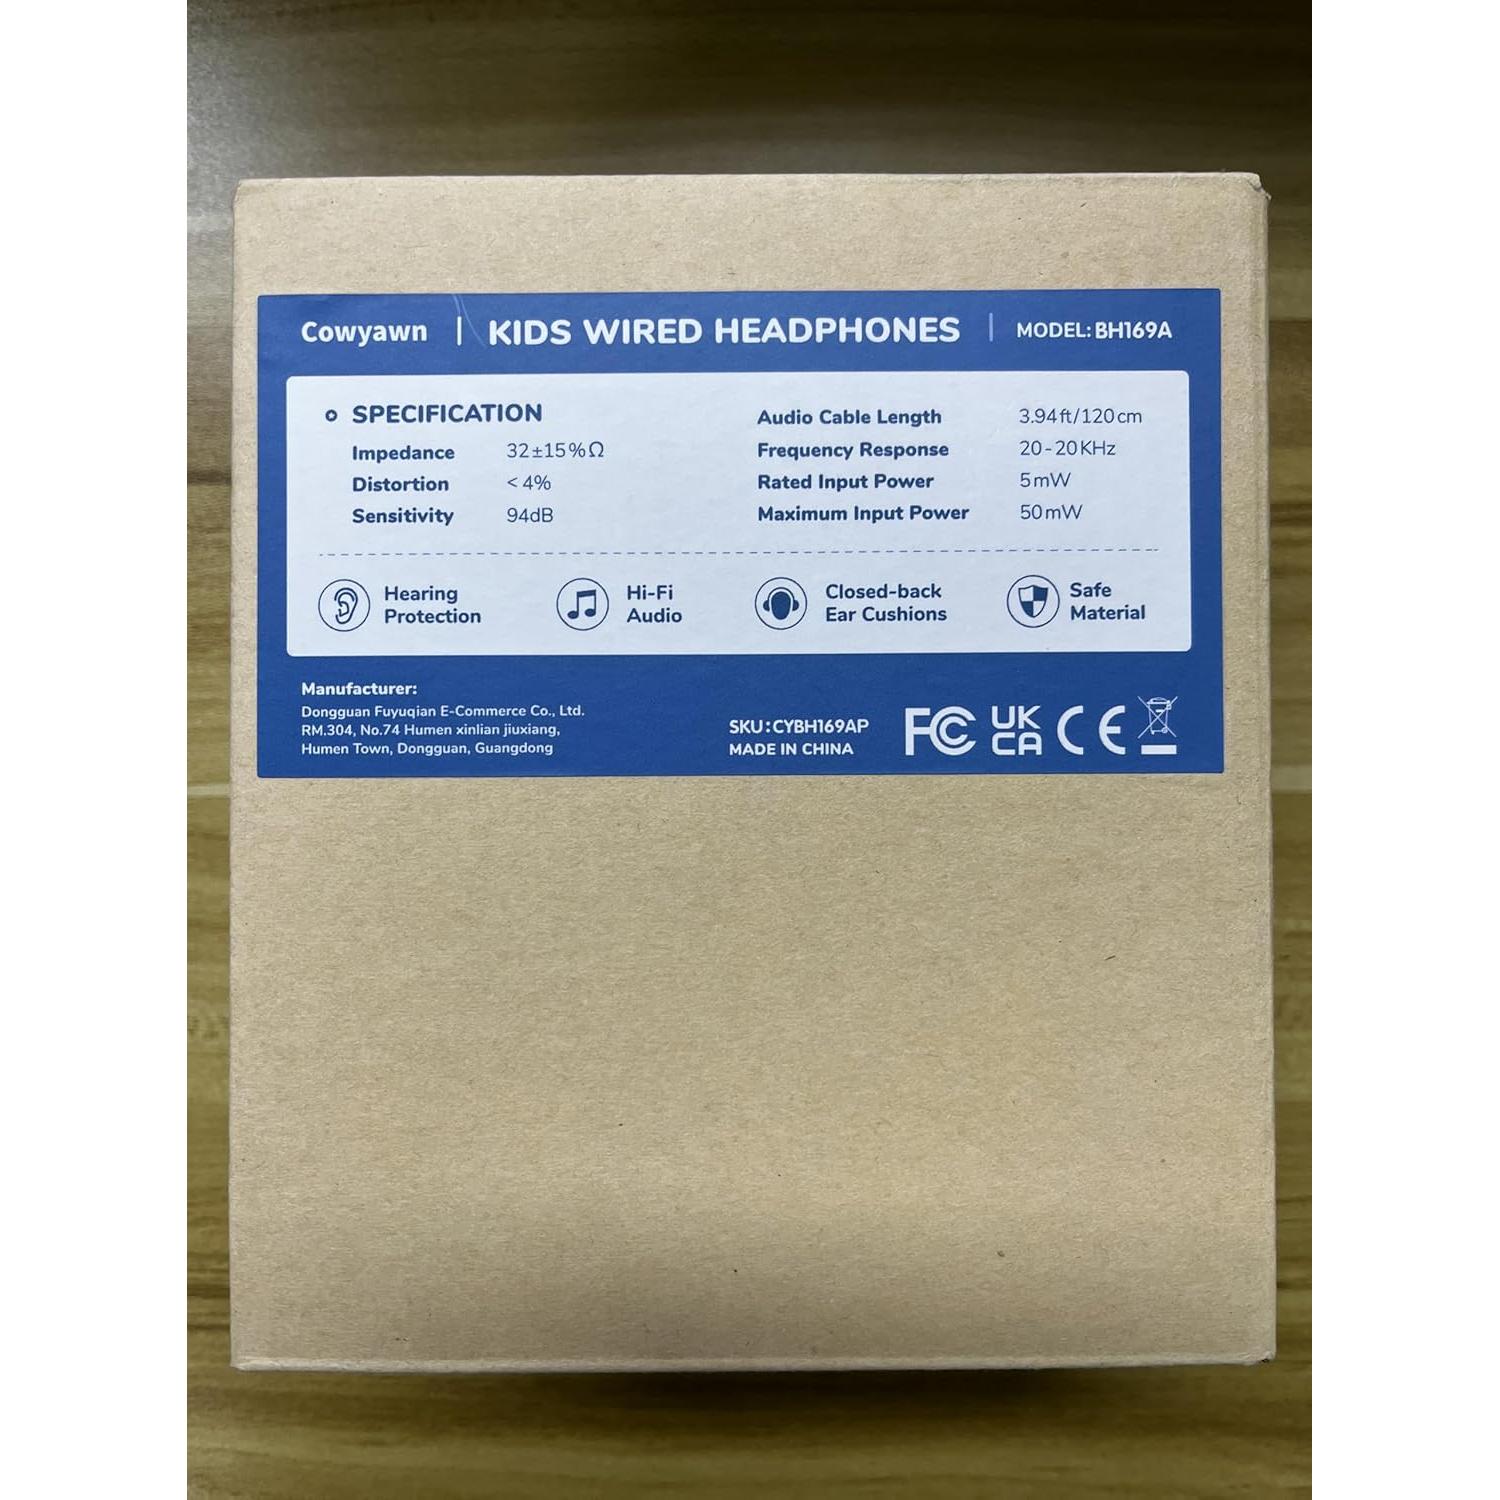 Cowyawn | KIDS WIRED HEADPHONES | MODEL: BH169A
SPECIFICATION
Impedance 32±15%Ω
Distortion < 4%
Sensitivity 94dB
Audio Cable Length 3.94ft/120cm
Frequency Response 20-20KHz
Rated Input Power 5mW
Maximum Input Power 50mW
Hearing
Protection
Hi-Fi
Audio
Closed-back
Ear Cushions
Safe
Material
Manufacturer:
Dongguan Fuyuqian E-Commerce Co., Ltd.
RM.304, No.74 Humen xinlian jiuxiang,
Humen Town, Dongguan, Guangdong
SKU:CYBH169AP
MADE IN CHINA
FC
UK
CA
CE